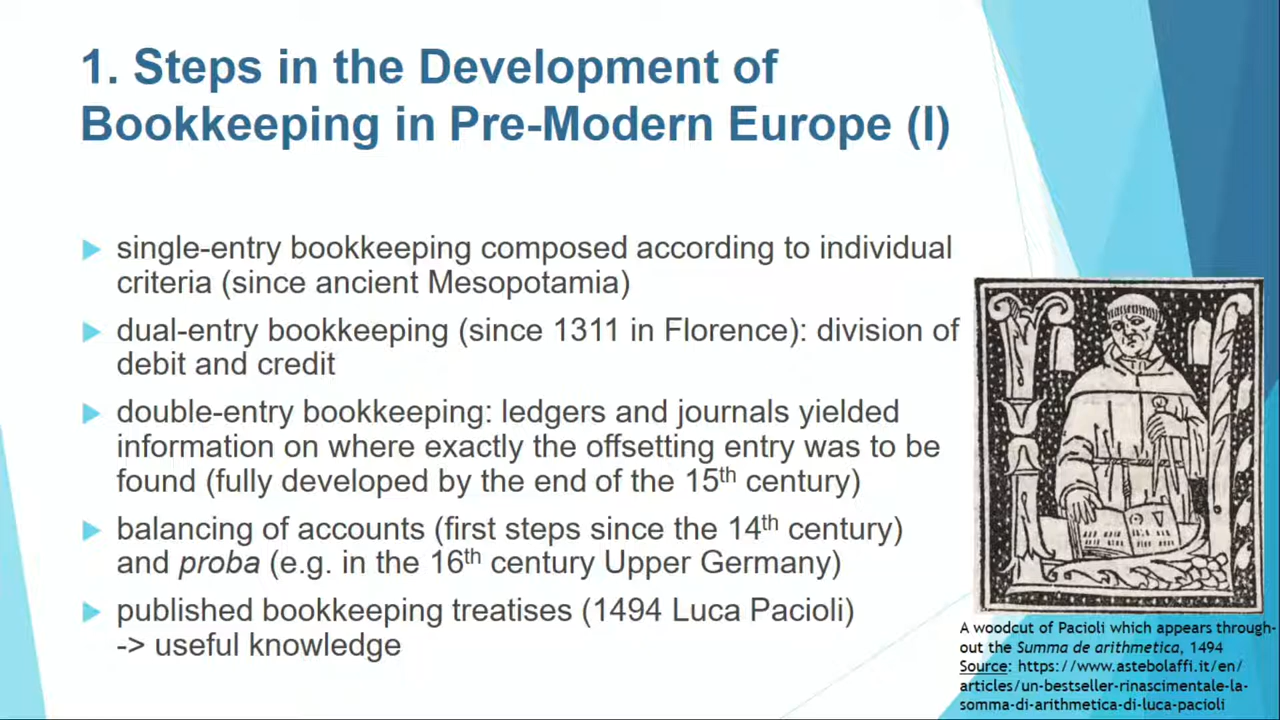 1. Steps in the Development of
Bookkeeping in Pre-Modern Europe (I)
single-entry bookkeeping composed according to individual
criteria (since ancient Mesopotamia)
dual-entry bookkeeping (since 1311 in Florence): division of
debit and credit
double-entry bookkeeping: ledgers and journals yielded
information on where exactly the offsetting entry was to be
found (fully developed by the end of the 15th century)
balancing of accounts (first steps since the 14th century)
and proba (e.g. in the 16th century Upper Germany)
published bookkeeping treatises (1494 Luca Pacioli)
-> useful knowledge
A woodcut of Pacioli which appears through-
out the Summa de arithmetica, 1494
Source: https://www.astebolaffi.it/en/
articles/un-bestseller-rinascimentale-la-
somma-di-arithmetica-di-luca-pacioli